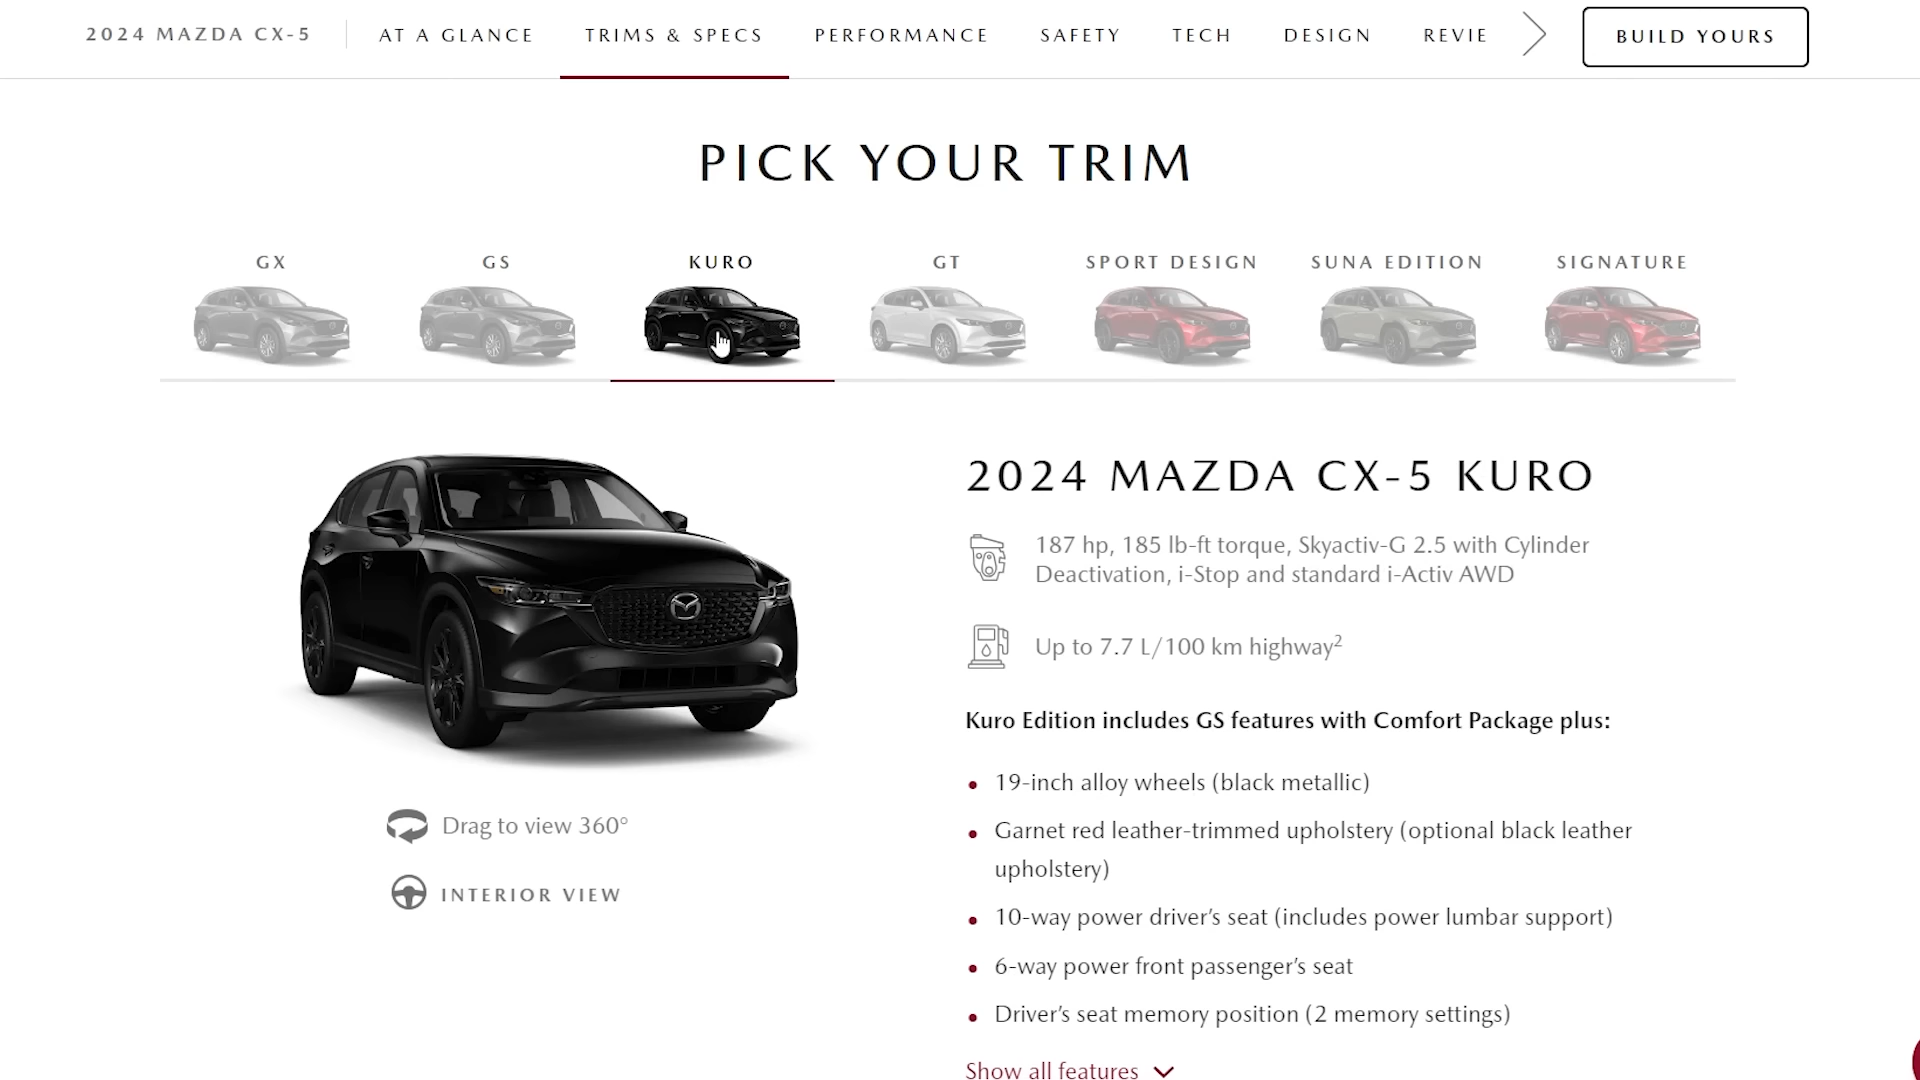 2024 MAZDA CX-5
AT A GLANCE
TRIMS & SPECS
PERFORMANCE
SAFETY
TECH
DESIGN
REVIE
BUILD YOURS
PICK YOUR TRIM
GX
GS
KURO
GT
SPORT DESIGN
SUNA EDITION
SIGNATURE
2024 MAZDA CX-5 KURO
187 hp, 185 lb-ft torque, Skyactiv-G 2.5 with Cylinder
Deactivation, i-Stop and standard i-Activ AWD
Up to 7.7 L/100 km highway²
Kuro Edition includes GS features with Comfort Package plus:
• 19-inch alloy wheels (black metallic)
• Garnet red leather-trimmed upholstery (optional black leather
upholstery)
• 10-way power driver’s seat (includes power lumbar support)
• 6-way power front passenger’s seat
• Driver’s seat memory position (2 memory settings)
Show all features
Drag to view 360°
INTERIOR VIEW